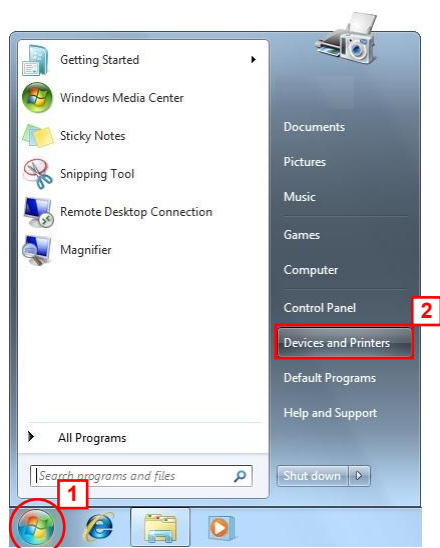 Getting Started
Windows Media Center
Sticky Notes
Snipping Tool
Remote Desktop Connection
Magnifier
All Programs
Search programs and files
Documents
Pictures
Music
Games
Computer
Control Panel
2
Devices and Printers
Default Programs
Help and Support
Shut down
1